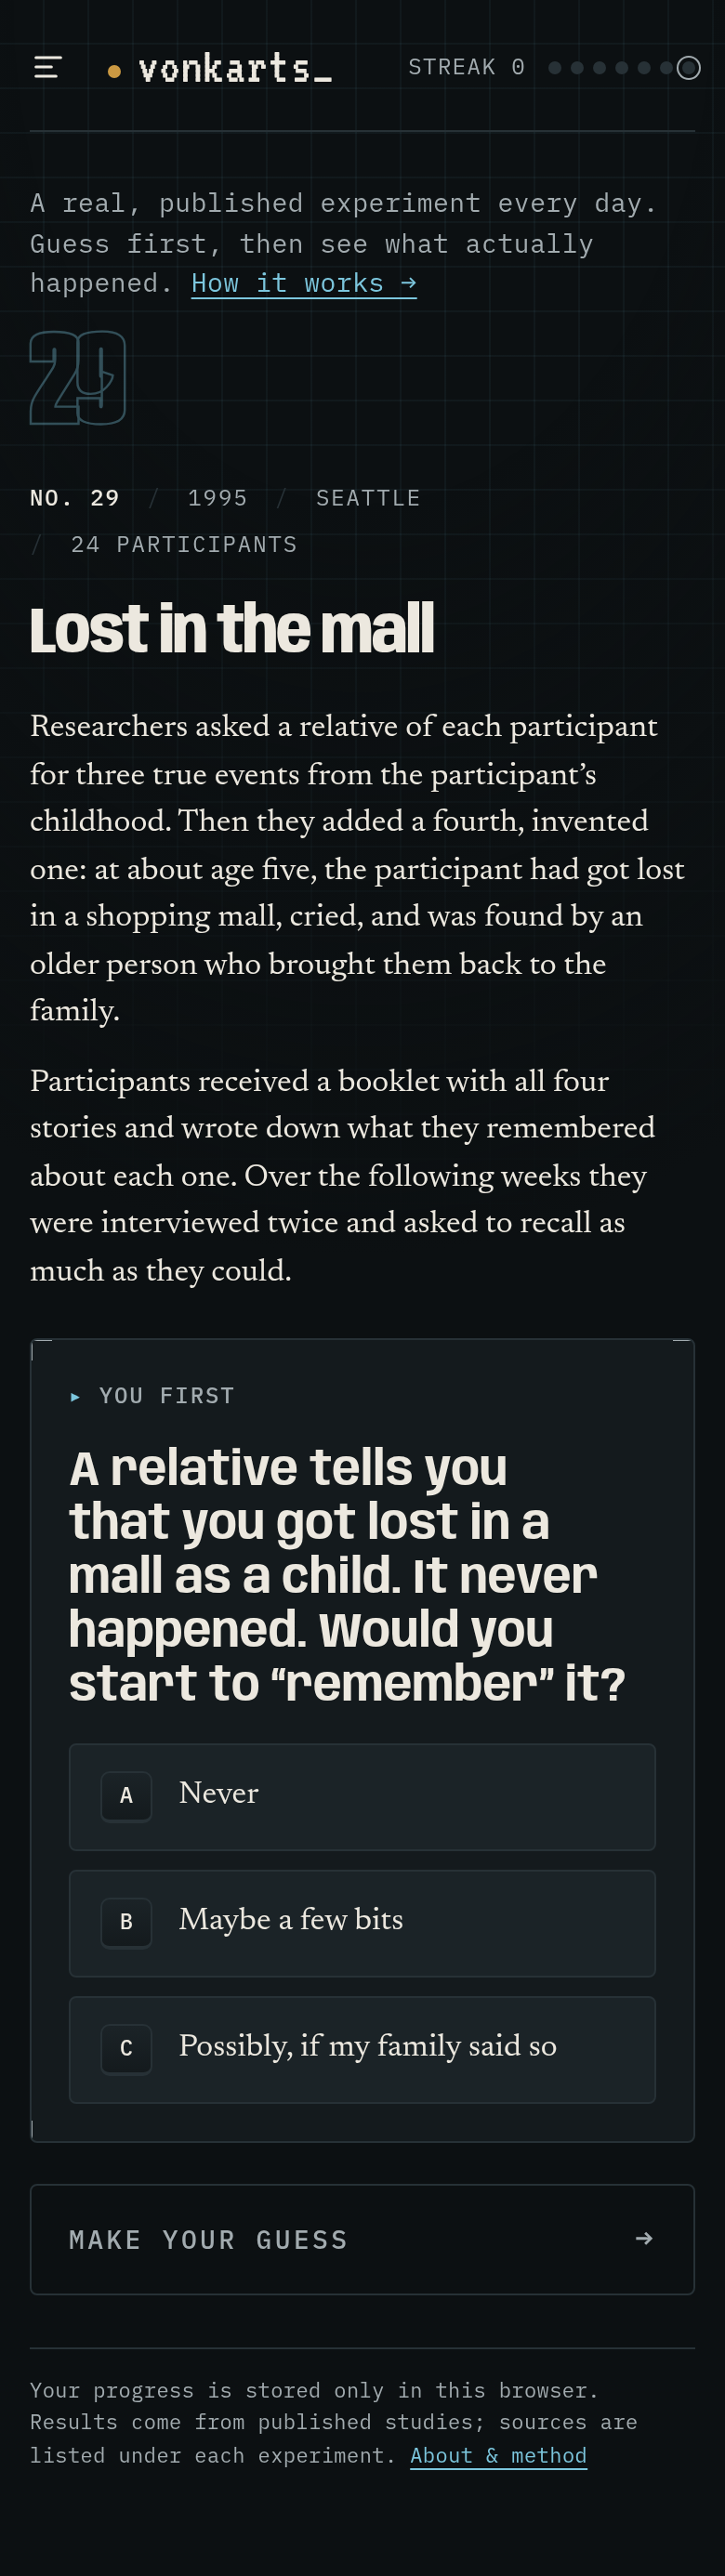 vonkarts_ STREAK 0
A real, published experiment every day.
Guess first, then see what actually
happened. How it works →
29
NO. 29 / 1995 / SEATTLE
/ 24 PARTICIPANTS
Lost in the mall
Researchers asked a relative of each participant
for three true events from the participant’s
childhood. Then they added a fourth, invented
one: at about age five, the participant had got lost
in a shopping mall, cried, and was found by an
older person who brought them back to the
family.
Participants received a booklet with all four
stories and wrote down what they remembered
about each one. Over the following weeks they
were interviewed twice and asked to recall as
much as they could.
▸ YOU FIRST
A relative tells you
that you got lost in a
mall as a child. It never
happened. Would you
start to “remember” it?
A Never
B Maybe a few bits
C Possibly, if my family said so
MAKE YOUR GUESS →
Your progress is stored only in this browser.
Results come from published studies; sources are
listed under each experiment. About & method